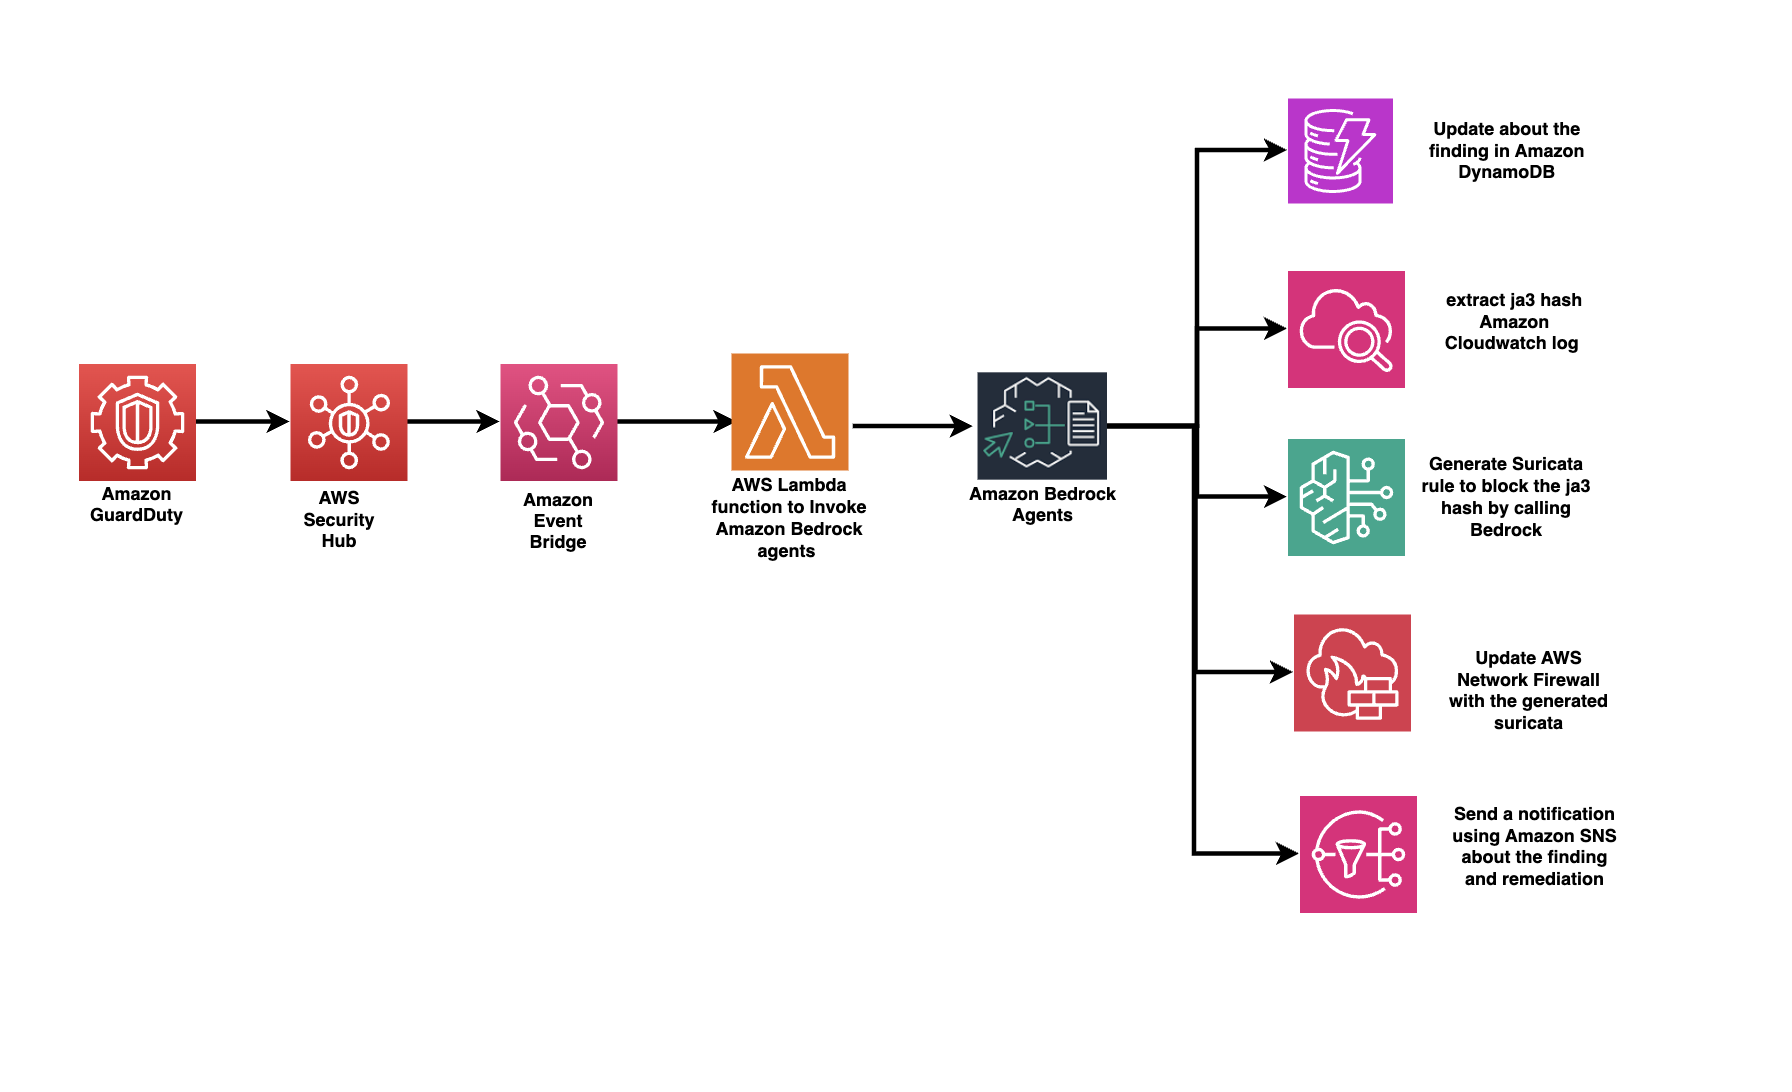 Amazon
GuardDuty
AWS
Security
Hub
Amazon
Event
Bridge
AWS Lambda
function to Invoke
Amazon Bedrock
agents
Amazon Bedrock
Agents
Update about the
finding in Amazon
DynamoDB
extract ja3 hash
Amazon
Cloudwatch log
Generate Suricata
rule to block the ja3
hash by calling
Bedrock
Update AWS
Network Firewall
with the generated
suricata
Send a notification
using Amazon SNS
about the finding
and remediation